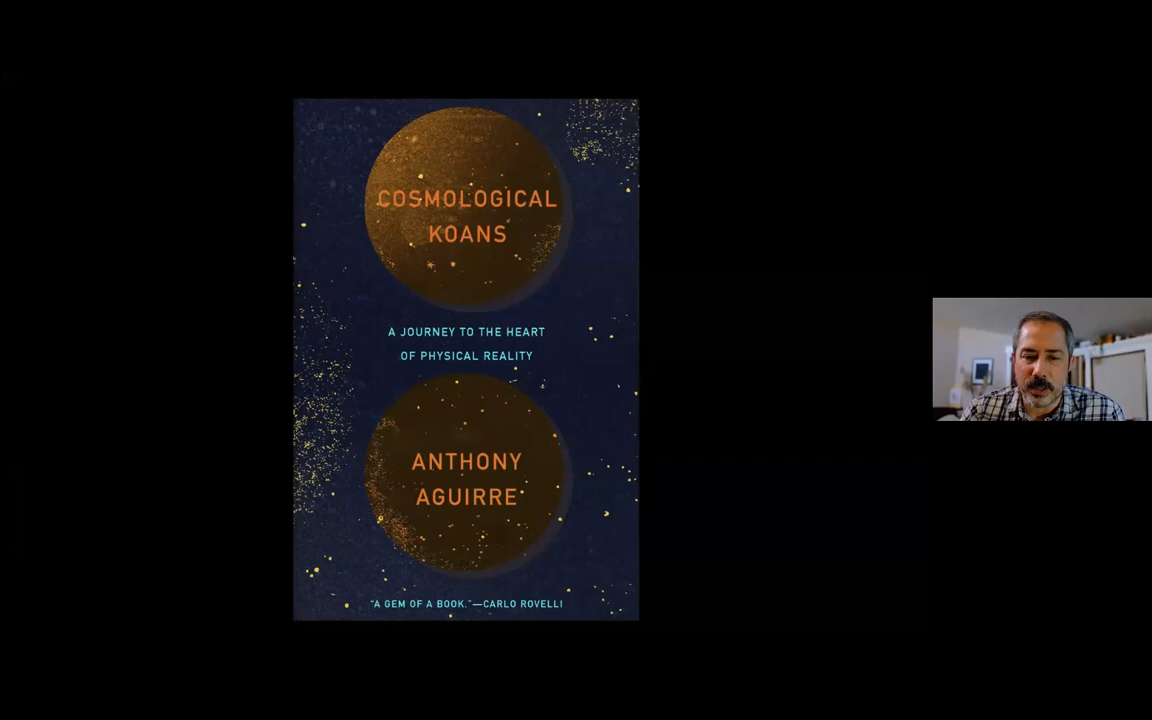 COSMOLOGICAL
KOANS
A JOURNEY TO THE HEART
OF PHYSICAL REALITY
ANTHONY
AGUIRRE
"A GEM OF A BOOK."—CARLO ROVELLI